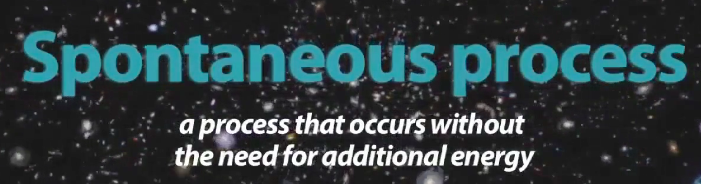 Spontaneous process
a process that occurs without
the need for additional energy